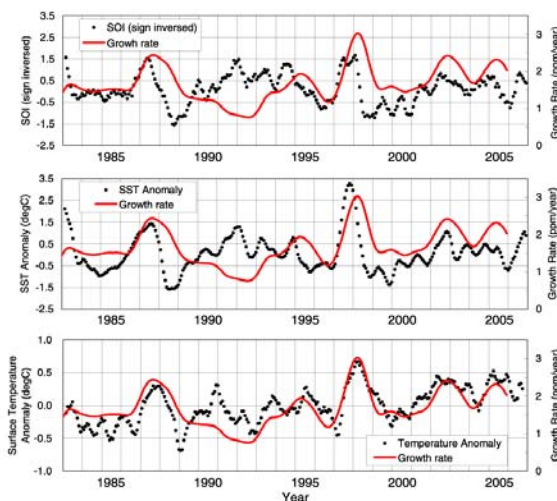 3.5
2.5
1.5
0.5
-0.5
-1.5
-2.5
SOI (sign inversed)
SOI (sign inversed)
Growh rate
3
2
1
0
Growth Rate (ppm/year)
1985 1990 1995 2000 2005
3.5
2.5
1.5
0.5
-0.5
-1.5
-2.5
SST Anomaly (degC)
SST Anomaly
Growth rate
3
2
1
0
Growth Rate (ppm/year)
1985 1990 1995 2000 2005
1.0
0.5
0.0
-0.5
-1.0
Surface Temperature
Anomaly (degC)
Temperature Anomaly
Growth rate
3
2
1
0
Growth Rate (ppm/year)
1985 1990 1995 2000 2005
Year